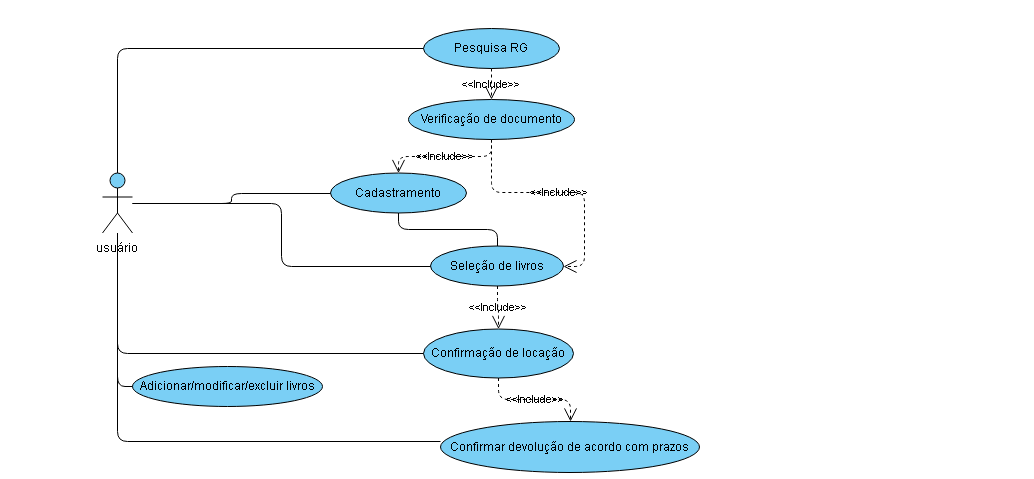 Pesquisa RG
<<Include>>
Verificação de documento
<<Include>>
Cadastramento
<<Include>>
usuário
Seleção de livros
<<Include>>
Confirmação de locação
Adicionar/modificar/excluir livros
<<Include>>
Confirmar devolução de acordo com prazos